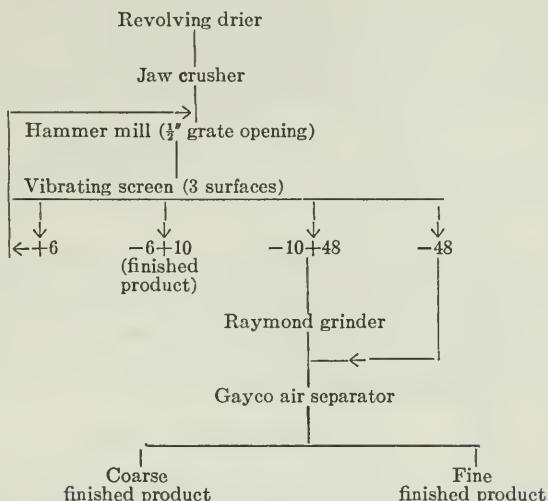 Revolving drier
Jaw crusher
Hammer mill (½″ grate opening)
Vibrating screen (3 surfaces)
+6 −6+10 −10+48 −48
(finished
product)
Raymond grinder
Gayco air separator
Coarse Fine
finished product finished product